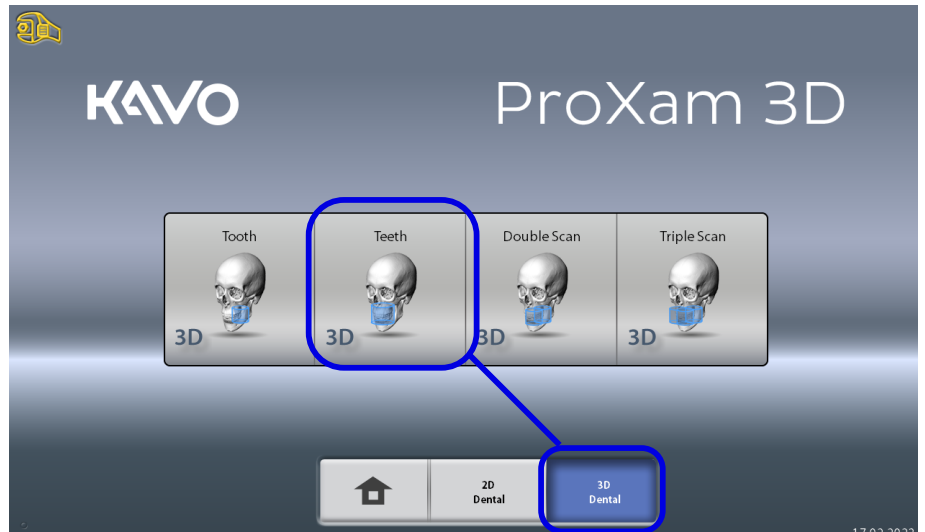 KAVO
ProXam 3D
Tooth
Teeth
Double Scan
Triple Scan
3D
3D
3D
3D
2D
Dental
3D
Dental